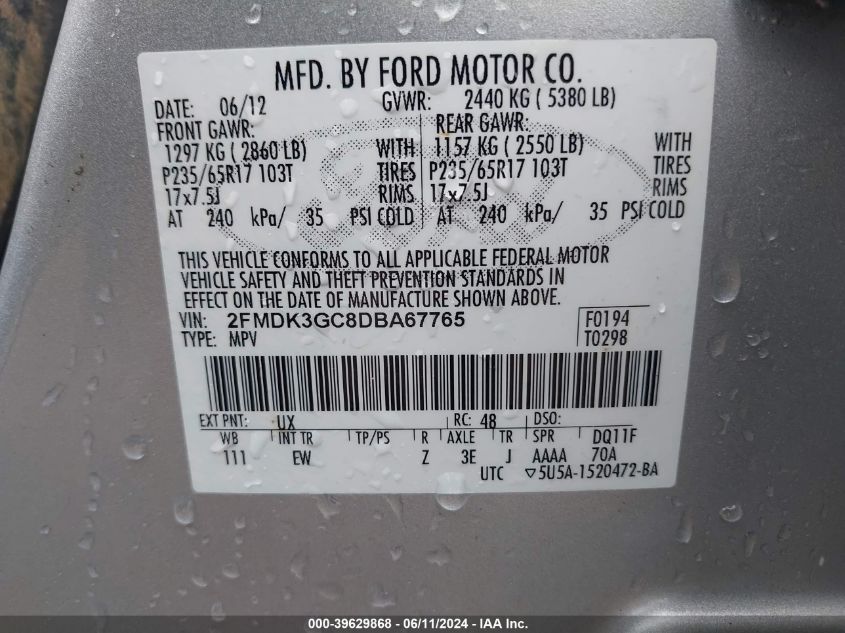 MFD. BY FORD MOTOR CO.
DATE: 06/12 GVWR: 2440 KG ( 5380 LB)
FRONT GAWR: REAR GAWR:
1297 KG ( 2860 LB) WITH 1157 KG ( 2550 LB) WITH
P235/65R17 103T TIRES P235/65R17 103T TIRES
17x7.5J RIMS 17x7.5J RIMS
AT 240 kPa/ 35 PSI COLD AT 240 kPa/ 35 PSI COLD
THIS VEHICLE CONFORMS TO ALL APPLICABLE FEDERAL MOTOR
VEHICLE SAFETY AND THEFT PREVENTION STANDARDS IN
EFFECT ON THE DATE OF MANUFACTURE SHOWN ABOVE.
VIN: 2FMDK3GC8DBA67765 F0194
TYPE: MPV T0298
EXT PNT: UX RC: 48 DSO:
WB INT TR TP/PS R AXLE TR SPR DQ11F
111 EW Z 3E J AAAA 70A
UTC ▽5U5A-1520472-BA
000-39629868 - 06/11/2024 - IAA Inc.